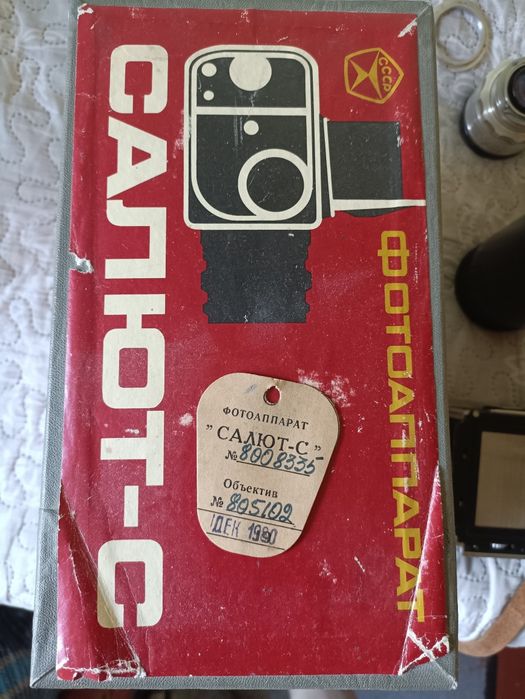 СССР
ФОТОАППАРАТ
САЛЮТ-С
ФОТОАППАРАТ
"САЛЮТ-С"
№ 8008335
Объектив
№ 805102
ДЕК 1980